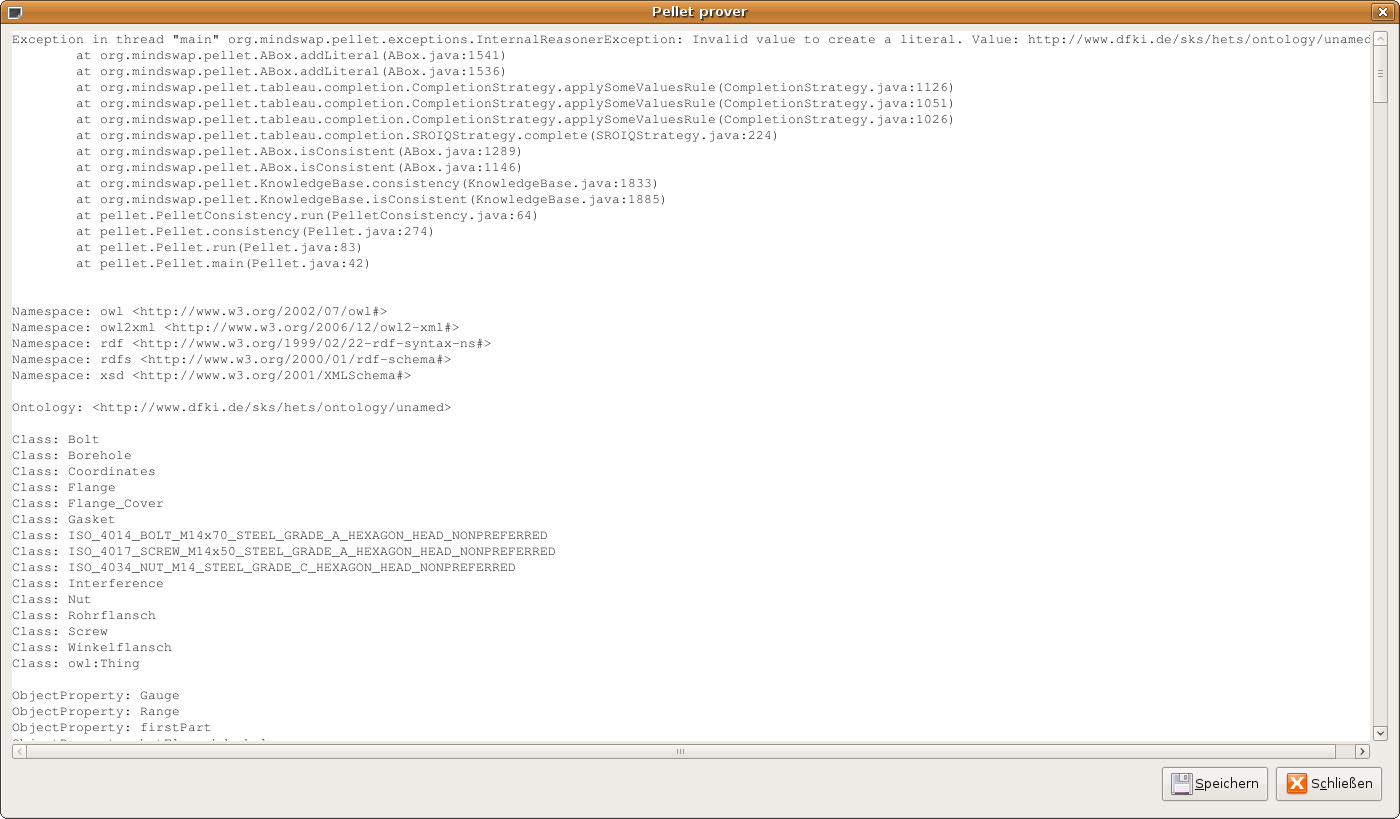 Pellet prover
Exception in thread "main" org.mindswap.pellet.exceptions.InternalReasonerException: Invalid value to create a literal. Value: http://www.dfki.de/sks/hets/ontology/unamed
at org.mindswap.pellet.ABox.addLiteral(ABox.java:1541)
at org.mindswap.pellet.ABox.addLiteral(ABox.java:1536)
at org.mindswap.pellet.tableau.completion.CompletionStrategy.applySomeValuesRule(CompletionStrategy.java:1126)
at org.mindswap.pellet.tableau.completion.CompletionStrategy.applySomeValuesRule(CompletionStrategy.java:1051)
at org.mindswap.pellet.tableau.completion.CompletionStrategy.applySomeValuesRule(CompletionStrategy.java:1026)
at org.mindswap.pellet.tableau.completion.SROIQStrategy.complete(SROIQStrategy.java:224)
at org.mindswap.pellet.ABox.isConsistent(ABox.java:1289)
at org.mindswap.pellet.ABox.isConsistent(ABox.java:1146)
at org.mindswap.pellet.KnowledgeBase.consistency(KnowledgeBase.java:1833)
at org.mindswap.pellet.KnowledgeBase.isConsistent(KnowledgeBase.java:1885)
at pellet.PelletConsistency.run(PelletConsistency.java:64)
at pellet.Pellet.consistency(Pellet.java:274)
at pellet.Pellet.run(Pellet.java:83)
at pellet.Pellet.main(Pellet.java:42)
Namespace: owl <http://www.w3.org/2002/07/owl#>
Namespace: owl2xml <http://www.w3.org/2006/12/owl2-xml#>
Namespace: rdf <http://www.w3.org/1999/02/22-rdf-syntax-ns#>
Namespace: rdfs <http://www.w3.org/2000/01/rdf-schema#>
Namespace: xsd <http://www.w3.org/2001/XMLSchema#>
Ontology: <http://www.dfki.de/sks/hets/ontology/unamed>
Class: Bolt
Class: Borehole
Class: Coordinates
Class: Flange
Class: Flange_Cover
Class: Gasket
Class: ISO_4014_BOLT_M14x70_STEEL_GRADE_A_HEXAGON_HEAD_NONPREFERRED
Class: ISO_4017_SCREW_M14x50_STEEL_GRADE_A_HEXAGON_HEAD_NONPREFERRED
Class: ISO_4034_NUT_M14_STEEL_GRADE_C_HEXAGON_HEAD_NONPREFERRED
Class: Interference
Class: Nut
Class: Rohrflansch
Class: Screw
Class: Winkelflansch
Class: owl:Thing
ObjectProperty: Gauge
ObjectProperty: Range
ObjectProperty: firstPart
Speichern
Schließen